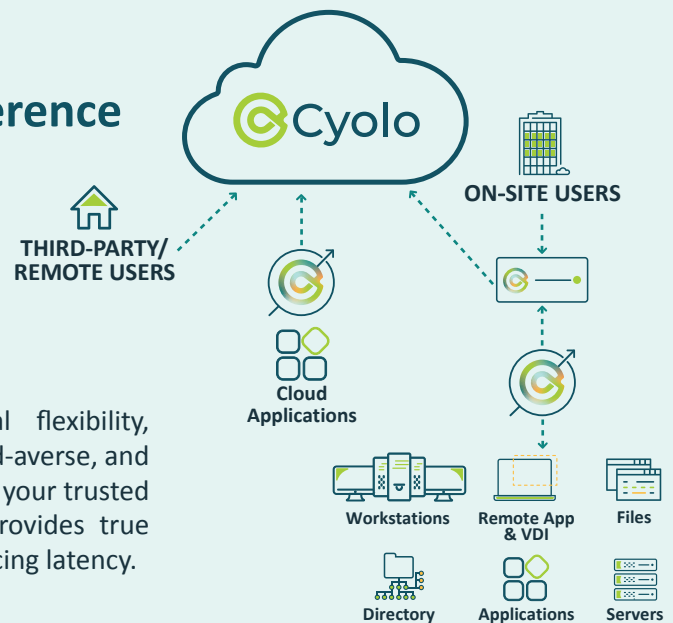 Cyolo
erence
ON-SITE USERS
THIRD-PARTY/
REMOTE USERS
Cloud
Applications
al flexibility,
d-averse, and
your trusted
rovides true
cing latency.
Workstations
Remote App
& VDI
Files
Directory
Applications
Servers